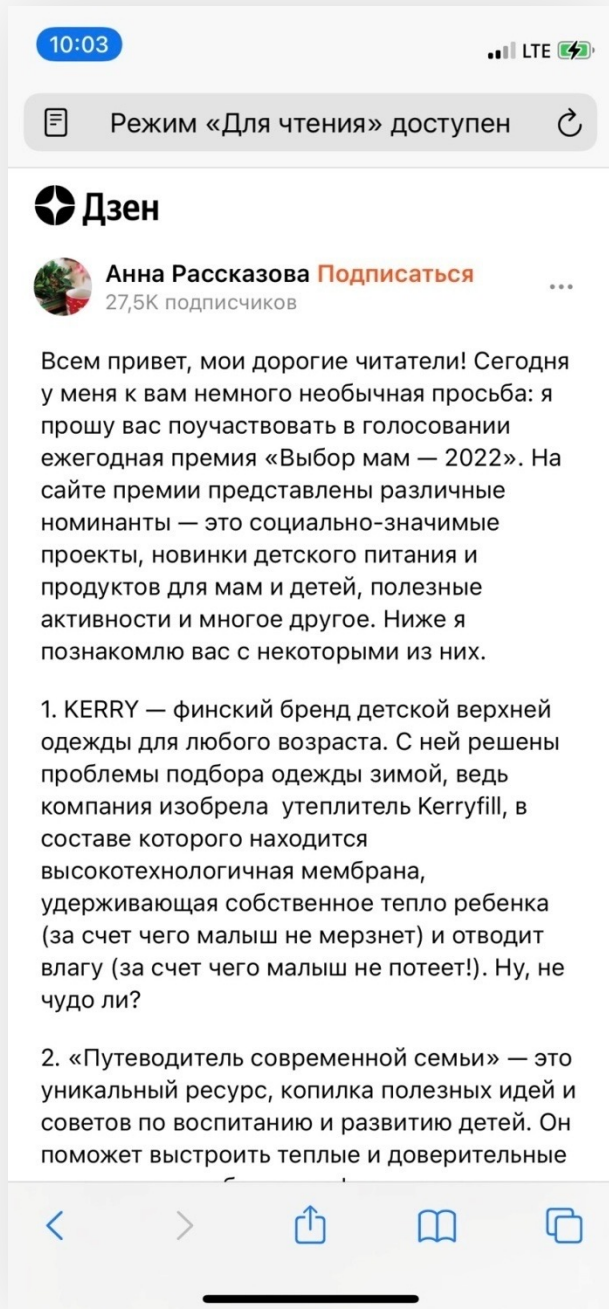 10:03
LTE
Режим «Для чтения» доступен
Дзен
Анна Рассказова Подписаться
27,5K подписчиков
Всем привет, мои дорогие читатели! Сегодня
у меня к вам немного необычная просьба: я
прошу вас поучаствовать в голосовании
ежегодная премия «Выбор мам — 2022». На
сайте премии представлены различные
номинанты — это социально-значимые
проекты, новинки детского питания и
продуктов для мам и детей, полезные
активности и многое другое. Ниже я
познакомлю вас с некоторыми из них.
1. KERRY — финский бренд детской верхней
одежды для любого возраста. С ней решены
проблемы подбора одежды зимой, ведь
компания изобрела  утеплитель Kerryfill, в
составе которого находится
высокотехнологичная мембрана,
удерживающая собственное тепло ребенка
(за счет чего малыш не мерзнет) и отводит
влагу (за счет чего малыш не потеет!). Ну, не
чудо ли?
2. «Путеводитель современной семьи» — это
уникальный ресурс, копилка полезных идей и
советов по воспитанию и развитию детей. Он
поможет выстроить теплые и доверительные